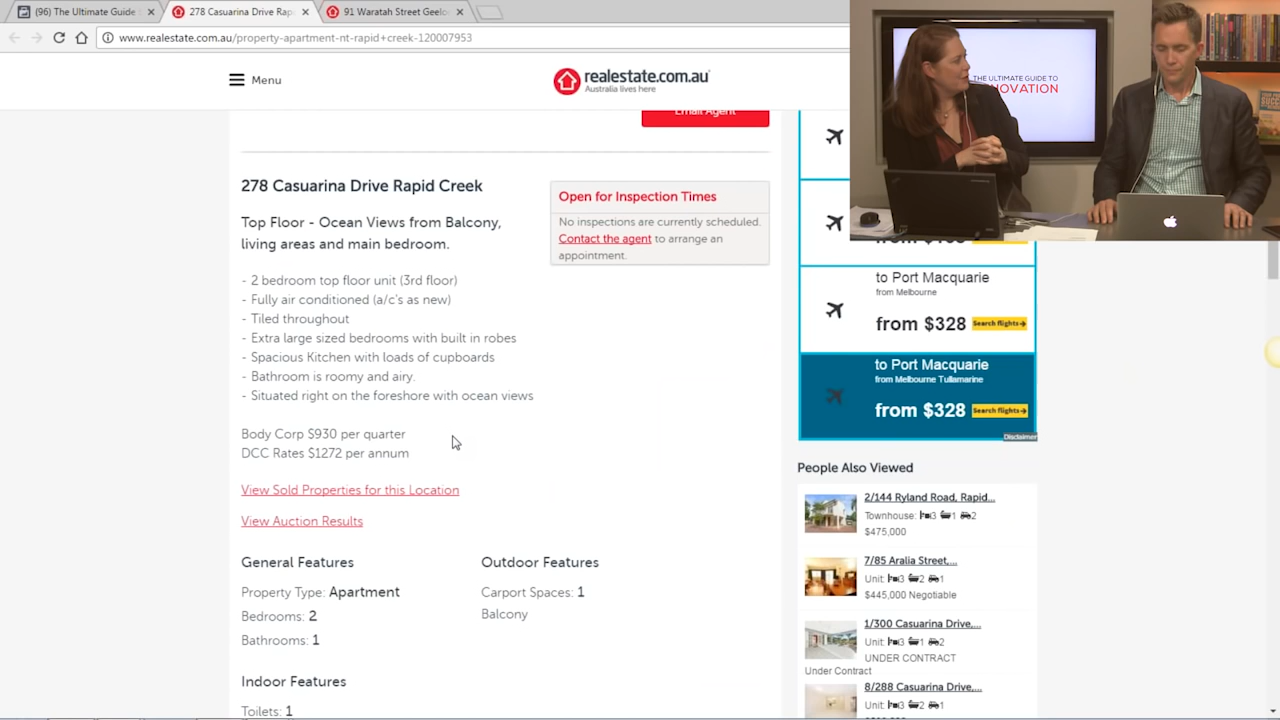 (96) The Ultimate Guide
278 Casuarina Drive Rap
91 Waratah Street Geelo
www.realestate.com.au/property-apartment-nt-rapid+creek-120007953
Menu
realestate.com.au
Australia lives here
THE ULTIMATE GUIDE TO
NOVATION
Email Agent
278 Casuarina Drive Rapid Creek
Top Floor - Ocean Views from Balcony,
living areas and main bedroom.
Open for Inspection Times
No inspections are currently scheduled.
Contact the agent to arrange an
appointment.
- 2 bedroom top floor unit (3rd floor)
- Fully air conditioned (a/c's as new)
- Tiled throughout
- Extra large sized bedrooms with built in robes
- Spacious Kitchen with loads of cupboards
- Bathroom is roomy and airy.
- Situated right on the foreshore with ocean views
Body Corp $930 per quarter
DCC Rates $1272 per annum
View Sold Properties for this Location
View Auction Results
General Features
Property Type: Apartment
Bedrooms: 2
Bathrooms: 1
Outdoor Features
Carport Spaces: 1
Balcony
Indoor Features
Toilets: 1
to Port Macquarie
from Melbourne
from $328
Search flights
to Port Macquarie
from Melbourne Tullamarine
from $328
Search flights
Disclaimer
People Also Viewed
2/144 Ryland Road, Rapid...
Townhouse: 3 1 2
$475,000
7/85 Aralia Street,...
Unit: 3 2 1
$445,000 Negotiable
1/300 Casuarina Drive,...
Unit: 3 1 2
UNDER CONTRACT
Under Contract
8/288 Casuarina Drive,...
Unit: 3 2 1